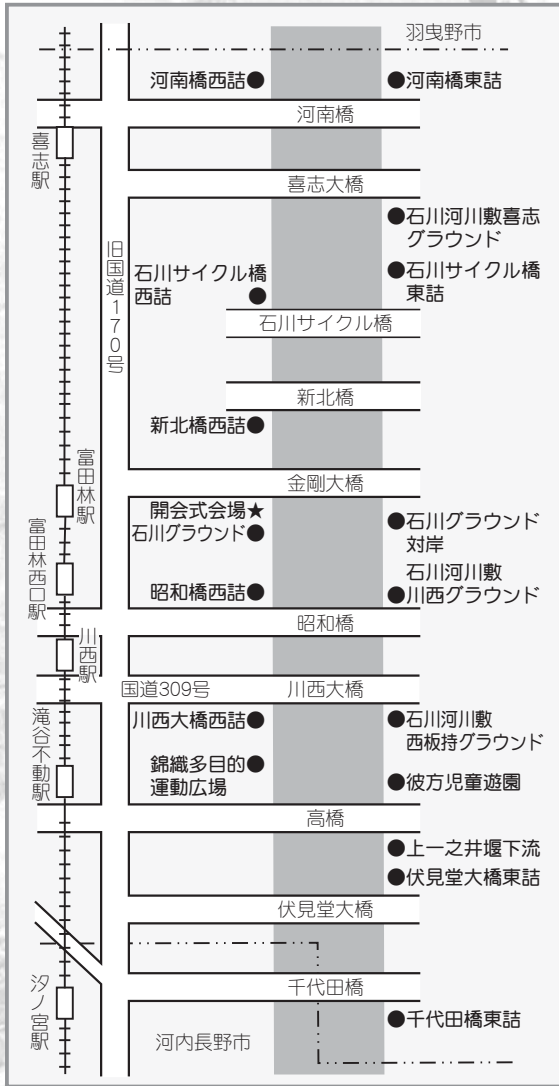 羽曳野市
河南橋西詰●
●河南橋東詰
河南橋
喜志駅
喜志大橋
●石川河川敷喜志
グラウンド
旧国道170号
石川サイクル橋
西詰●
●石川サイクル橋
東詰
石川サイクル橋
新北橋
新北橋西詰●
富田林駅
金剛大橋
開会式会場★
石川グラウンド●
●石川グラウンド
対岸
富田林西口駅
昭和橋西詰●
石川河川敷
●川西グラウンド
昭和橋
川西駅
国道309号
川西大橋
滝谷不動駅
川西大橋西詰●
●石川河川敷
西板持グラウンド
錦織多目的●
運動広場
●彼方児童遊園
高橋
●上一之井堰下流
●伏見堂大橋東詰
伏見堂大橋
汐ノ宮駅
千代田橋
●千代田橋東詰
河内長野市